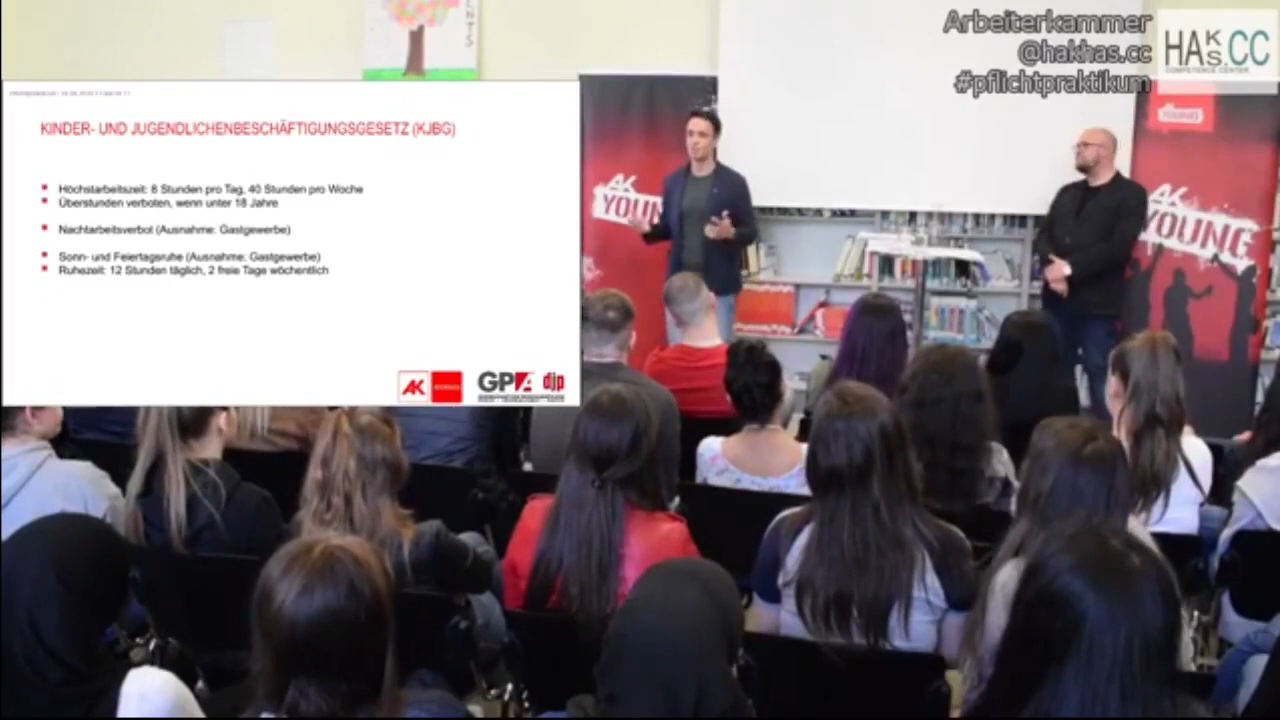 Arbeiterkammer
@hakhas.cc
#pflichtpraktikum
HAK
HAS.CC
COMPETENCE CENTER
KINDER- UND JUGENDLICHENBESCHÄFTIGUNGSGESETZ (KJBG)
Höchstarbeitszeit: 8 Stunden pro Tag, 40 Stunden pro Woche
Überstunden verboten, wenn unter 18 Jahre
Nachtarbeitsverbot (Ausnahme: Gastgewerbe)
Sonn- und Feiertagsruhe (Ausnahme: Gastgewerbe)
Ruhezeit: 12 Stunden täglich, 2 freie Tage wöchentlich
AK
GPA djp
AK
YOUN
YOUNG
AK
YOUNG